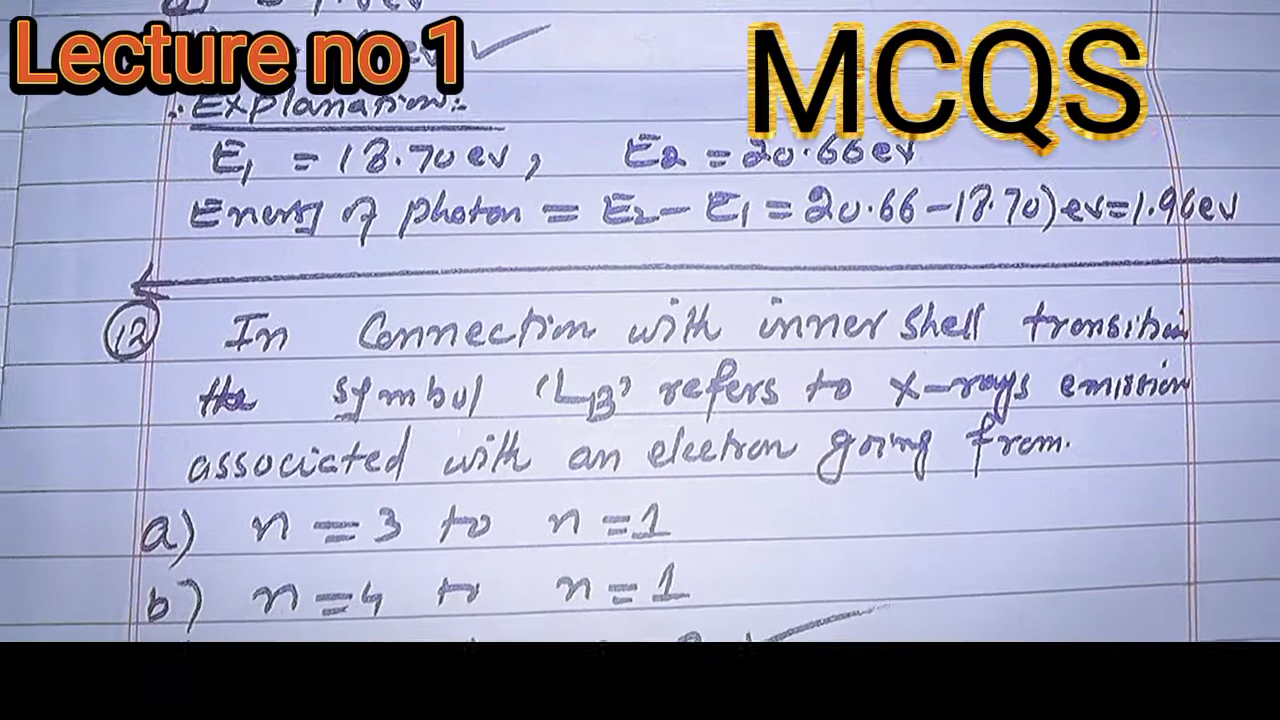 Lecture no 1
MCQS
Explanation:-
E₁ = 18.70 ev, E₂ = 20.66 ev
Energy of photon = E₂ - E₁ = 20.66 - 18.70) ev = 1.96 ev
12 In Connection with inner shell transition
the symbol 'Lβ' refers to x-rays emission
associated with an electron going from.
a) n = 3 to n = 1
b) n = 4 to n = 1